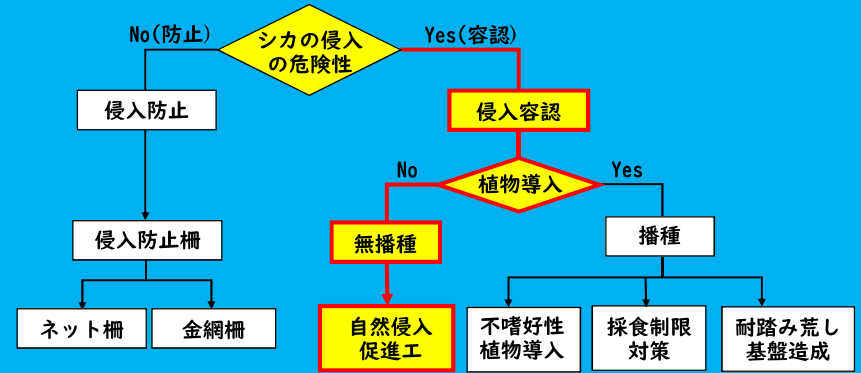 シカの侵入
の危険性
No(防止)
Yes(容認)
侵入防止
侵入容認
植物導入
No
Yes
侵入防止柵
無播種
播種
ネット柵
金網柵
自然侵入
促進工
不嗜好性
植物導入
採食制限
対策
耐踏み荒し
基盤造成